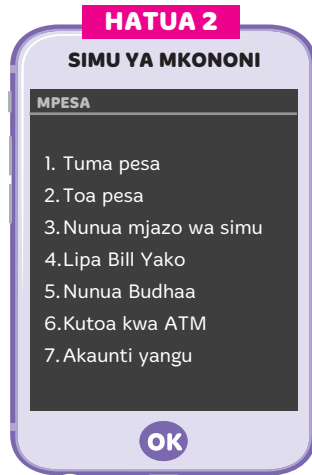 HATUA 2
SIMU YA MKONONI
MPESA
1. Tuma pesa
2. Toa pesa
3. Nunua mjazo wa simu
4. Lipa Bill Yako
5. Nunua Budhaa
6. Kutoa kwa ATM
7. Akaunti yangu
OK